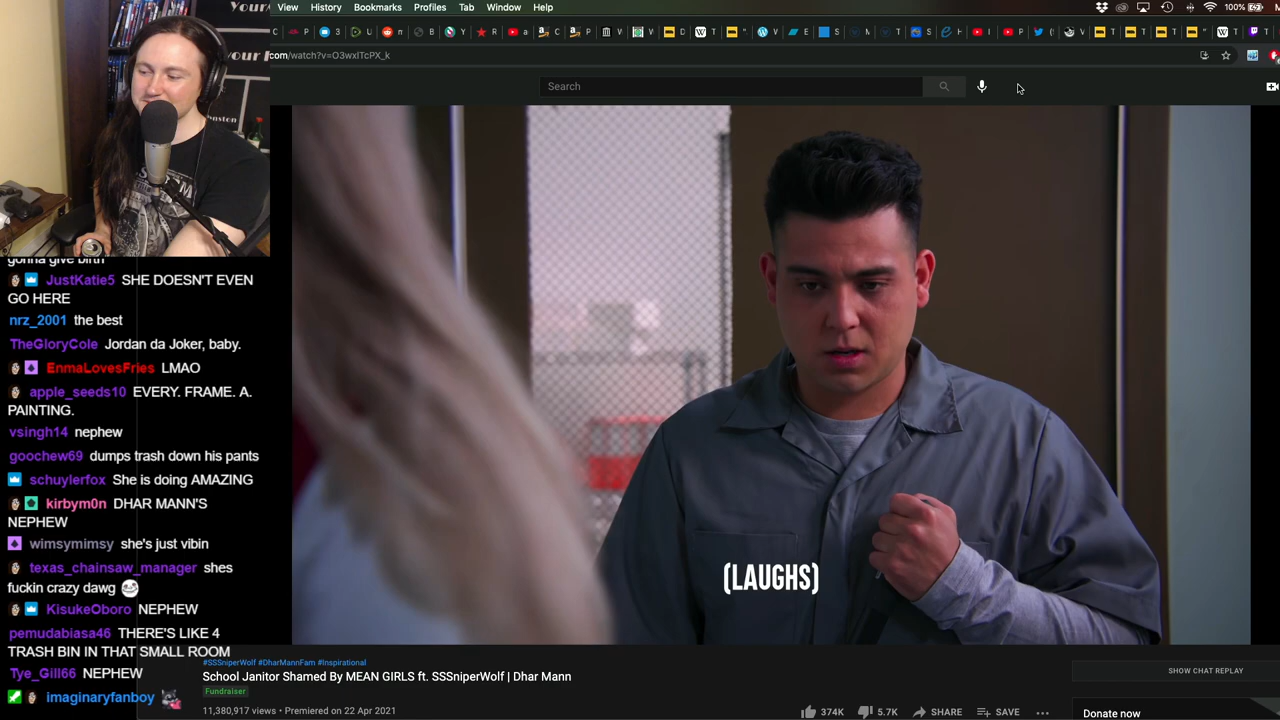 View History Bookmarks Profiles Tab Window Help 100%
com/watch?v=O3wxITcPX_k
Search
gonna give birth
JustKatie5 SHE DOESN'T EVEN
GO HERE
nrz_2001 the best
TheGloryCole Jordan da Joker, baby.
EnmaLovesFries LMAO
apple_seeds10 EVERY. FRAME. A.
PAINTING.
vsingh14 nephew
goochew69 dumps trash down his pants
schuylerfox She is doing AMAZING
kirbym0n DHAR MANN'S
NEPHEW
wimsymimsy she's just vibin
texas_chainsaw_manager shes
fuckin crazy dawg
KisukeOboro NEPHEW
pemudabiasa46 THERE'S LIKE 4
TRASH BIN IN THAT SMALL ROOM
Tye_Gill66 NEPHEW
imaginaryfanboy
(LAUGHS)
#SSSniperWolf #DharMannFam #Inspirational
School Janitor Shamed By MEAN GIRLS ft. SSSniperWolf | Dhar Mann
Fundraiser
11,380,917 views • Premiered on 22 Apr 2021
374K 5.7K SHARE SAVE
SHOW CHAT REPLAY
Donate now